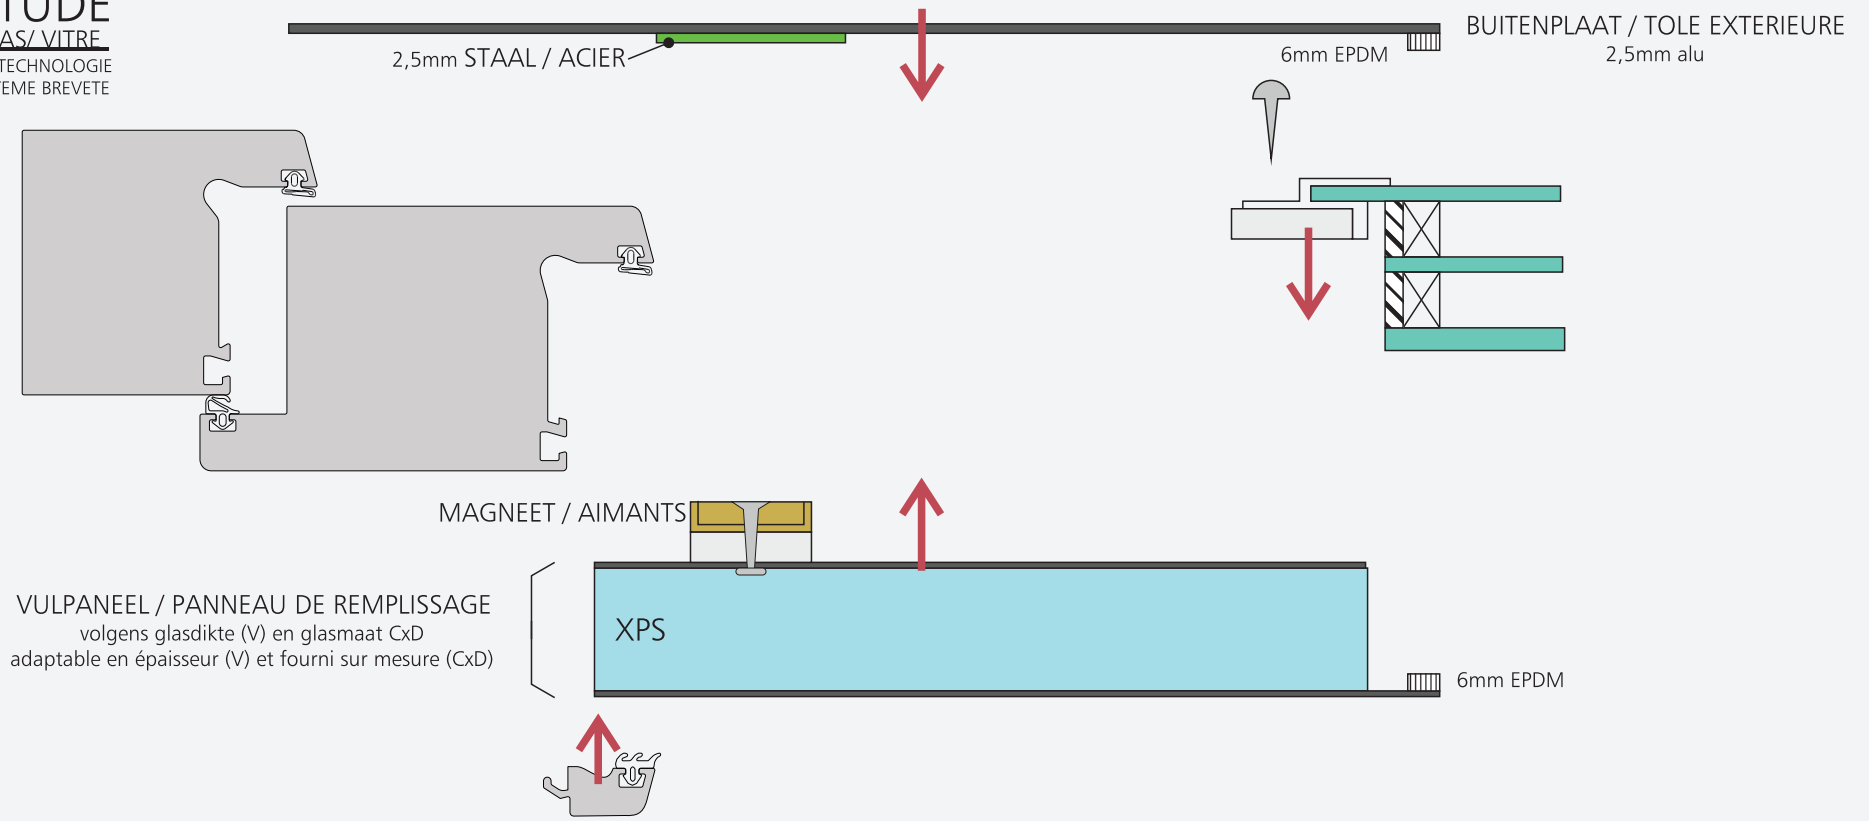 TUDE
AS/ VITRE
TECHNOLOGIE
TEME BREVETE
2,5mm STAAL / ACIER
6mm EPDM
BUITENPLAAT / TOLE EXTERIEURE
2,5mm alu
MAGNEET / AIMANTS
VULPANEEL / PANNEAU DE REMPLISSAGE
volgens glasdikte (V) en glasmaat CxD
adaptable en épaisseur (V) et fourni sur mesure (CxD)
XPS
6mm EPDM